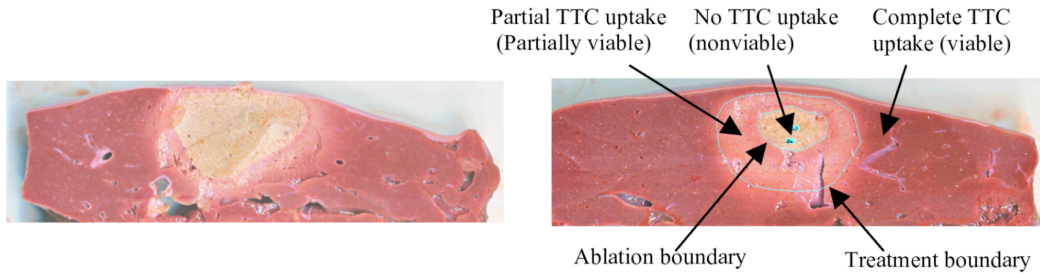 Partial TTC uptake
(Partially viable)
No TTC uptake
(nonviable)
Complete TTC
uptake (viable)
Ablation boundary
Treatment boundary